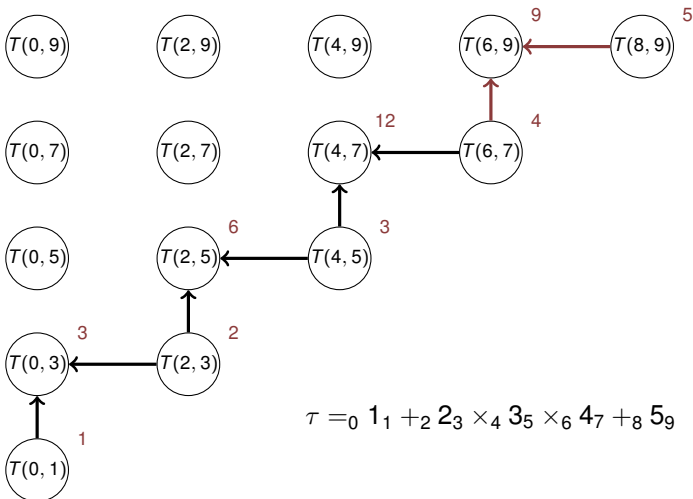 9 5
T(0, 9) T(2, 9) T(4, 9) T(6, 9) T(8, 9)
12 4
T(0, 7) T(2, 7) T(4, 7) T(6, 7)
6 3
T(0, 5) T(2, 5) T(4, 5)
3 2
T(0, 3) T(2, 3)
τ =₀ 1₁ +₂ 2₃ ×₄ 3₅ ×₆ 4₇ +₈ 5₉
1
T(0, 1)